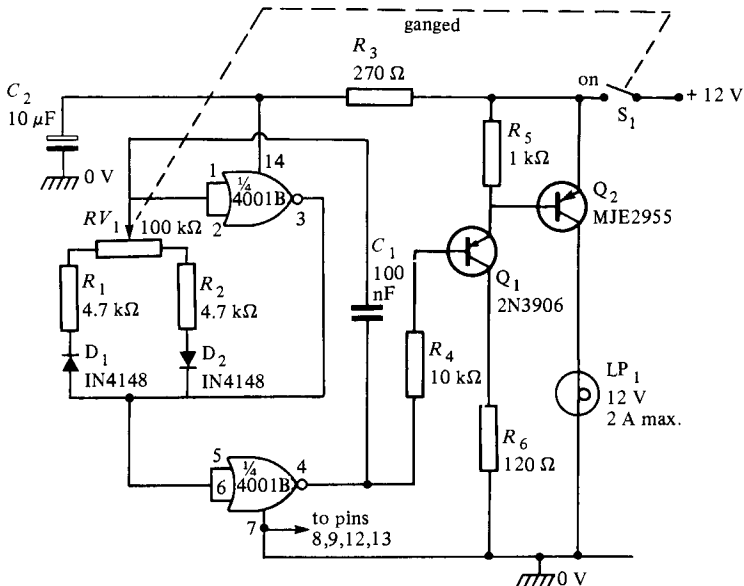 ganged
R3
270 Ω
on
+ 12 V
S1
C2
10 μF
0 V
14
R5
1 kΩ
1
¼
4001B
2
3
Q2
MJE2955
RV1
100 kΩ
C1
100
nF
Q1
2N3906
R1
4.7 kΩ
R2
4.7 kΩ
D1
IN4148
D2
IN4148
R4
10 kΩ
LP1
12 V
2 A max.
R6
120 Ω
5
¼
4
6
4001B
7
to pins
8,9,12,13
0 V